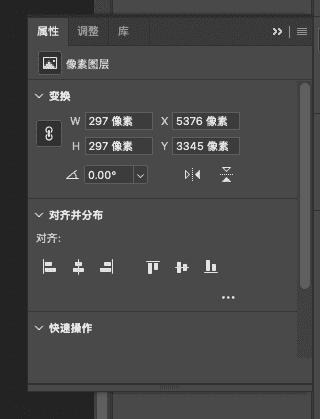 属性 调整 库
像素图层
变换
W 297 像素 X 5376 像素
H 297 像素 Y 3345 像素
0.00°
对齐并分布
对齐:
快速操作